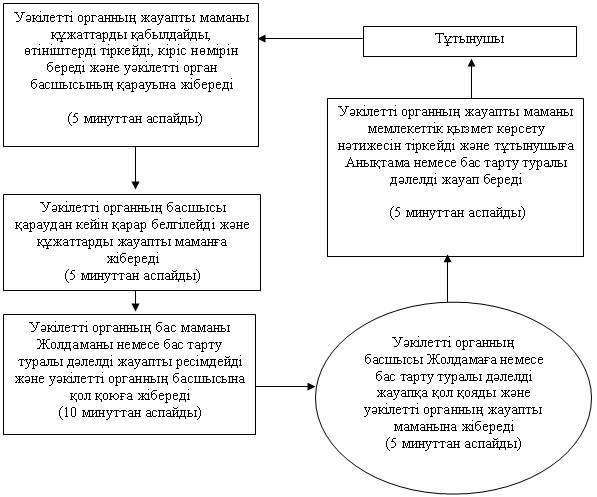 Уәкілетті органның жауапты маманы
құжаттарды қабылдайды,
өтініштерді тіркейді, кіріс нөмірін
береді және уәкілетті орган
басшысының қарауына жібереді
(5 минуттан аспайды)
Тұтынушы
Уәкілетті органның жауапты маманы
мемлекеттік қызмет көрсету
нәтижесін тіркейді және тұтынушыға
Анықтама немесе бас тарту туралы
дәлелді жауап береді
(5 минуттан аспайды)
Уәкілетті органның басшысы
қараудан кейін қарар белгілейді және
құжаттарды жауапты маманға
жібереді
(5 минуттан аспайды)
Уәкілетті органның бас маманы
Жолдаманы немесе бас тарту
туралы дәлелді жауапты ресімдейді
және уәкілетті органның басшысына
қол қоюға жібереді
(10 минуттан аспайды)
Уәкілетті органның
басшысы Жолдамаға немесе
бас тарту туралы дәлелді
жауапқа қол қояды және
уәкілетті органның жауапты
маманына жібереді
(5 минуттан аспайды)